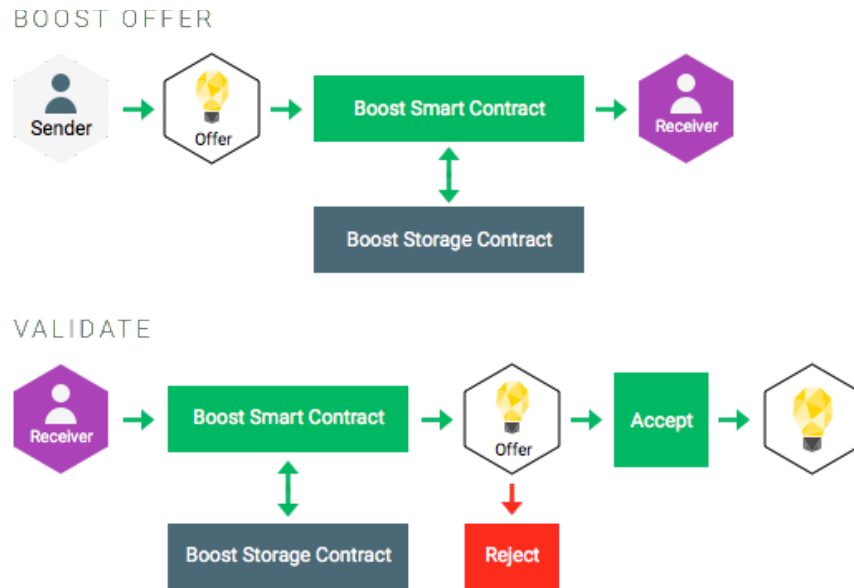 BOOST OFFER
Sender
Offer
Boost Smart Contract
Receiver
Boost Storage Contract
VALIDATE
Receiver
Boost Smart Contract
Offer
Accept
Boost Storage Contract
Reject